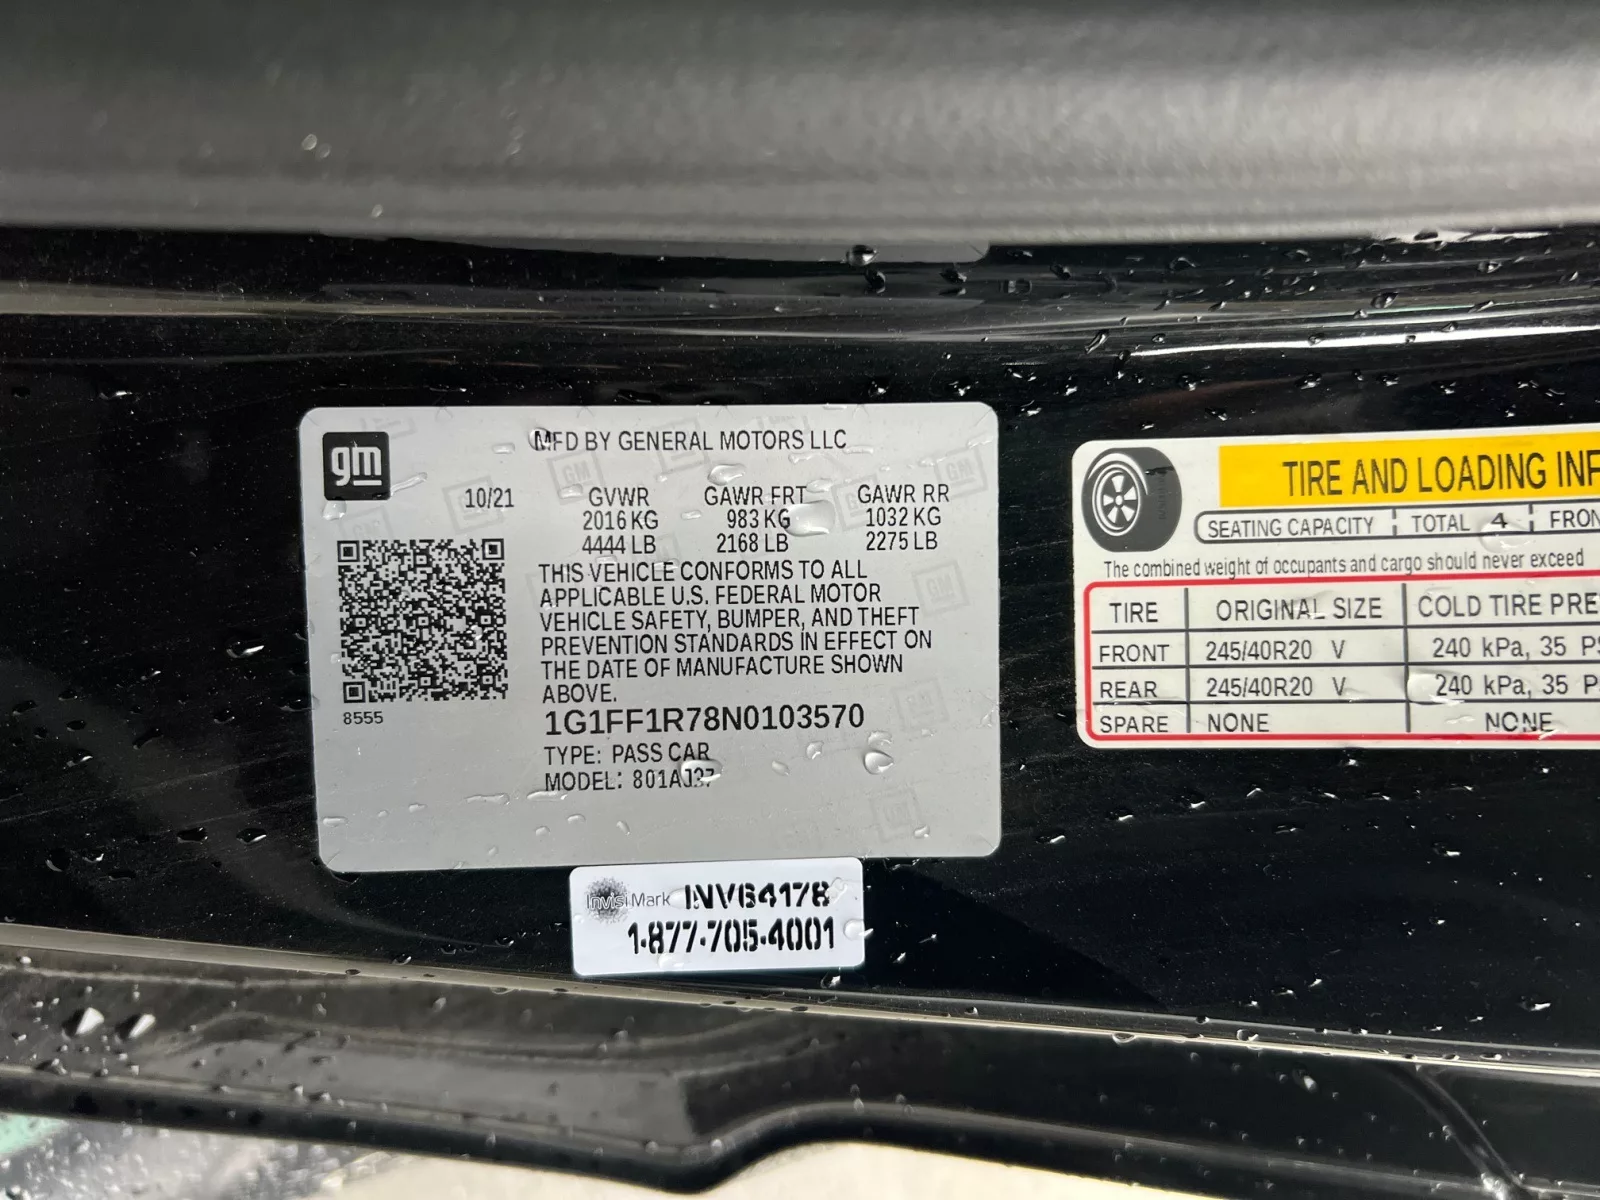 gm
MFD BY GENERAL MOTORS LLC
10/21 GVWR GAWR FRT GAWR RR
2016 KG 983 KG 1032 KG
4444 LB 2168 LB 2275 LB
THIS VEHICLE CONFORMS TO ALL
APPLICABLE U.S. FEDERAL MOTOR
VEHICLE SAFETY, BUMPER, AND THEFT
PREVENTION STANDARDS IN EFFECT ON
THE DATE OF MANUFACTURE SHOWN
ABOVE.
8555
1G1FF1R78N0103570
TYPE: PASS CAR
MODEL: 801AJ37
InvisiMark INV64178
1-877-705-4001
TIRE AND LOADING INF
SEATING CAPACITY TOTAL 4 FRON
The combined weight of occupants and cargo should never exceed
TIRE ORIGINAL SIZE COLD TIRE PRE
FRONT 245/40R20 V 240 kPa, 35 PS
REAR 245/40R20 V 240 kPa, 35 P
SPARE NONE NONE